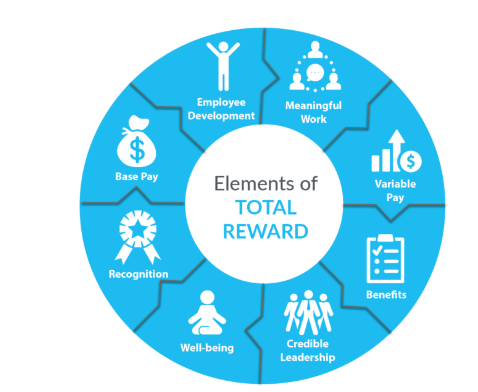 Elements of
TOTAL
REWARD
Employee
Development
Meaningful
Work
Variable
Pay
Benefits
Credible
Leadership
Well-being
Recognition
Base Pay
$
$